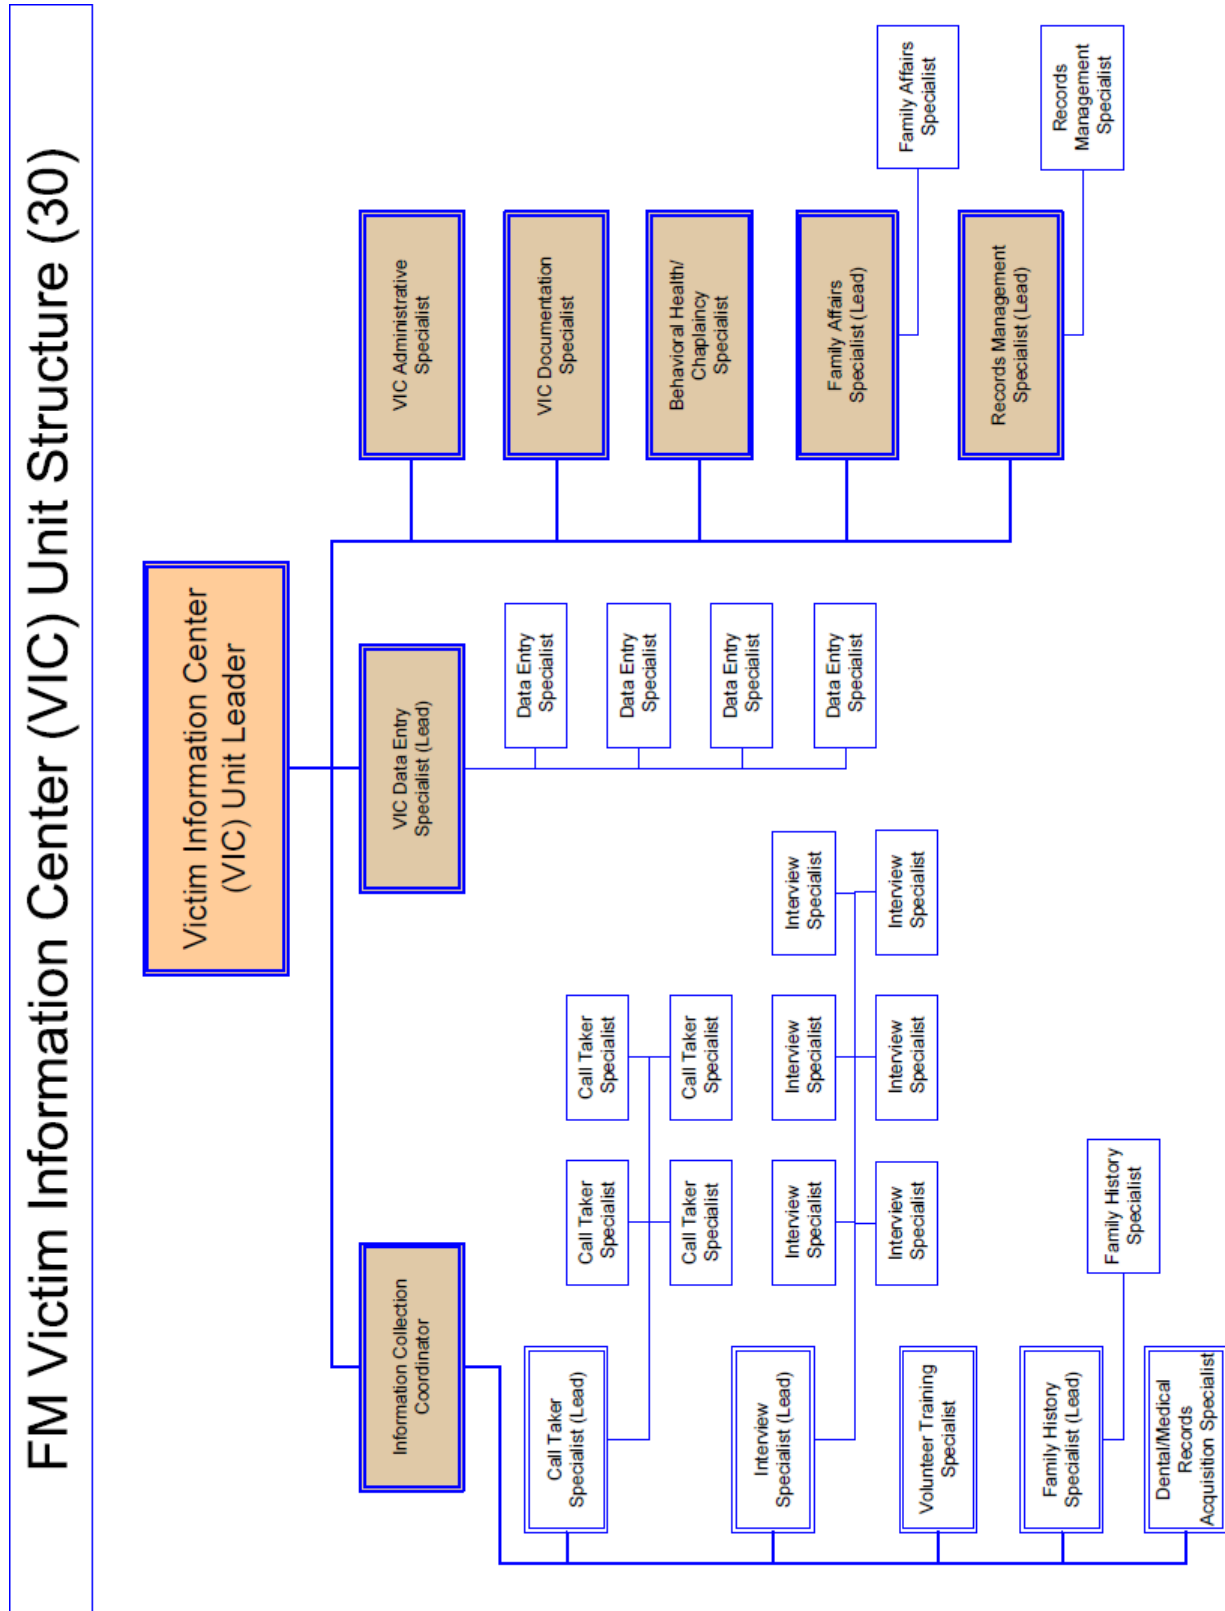 FM Victim Information Center (VIC) Unit Structure (30)
Victim Information Center
(VIC) Unit Leader
Information Collection
Coordinator
VIC Data Entry
Specialist (Lead)
VIC Administrative
Specialist
VIC Documentation
Specialist
Behavioral Health/
Chaplaincy
Specialist
Family Affairs
Specialist (Lead)
Family Affairs
Specialist
Records Management
Specialist (Lead)
Records
Management
Specialist
Data Entry
Specialist
Data Entry
Specialist
Data Entry
Specialist
Data Entry
Specialist
Call Taker
Specialist (Lead)
Call Taker
Specialist
Call Taker
Specialist
Call Taker
Specialist
Call Taker
Specialist
Interview
Specialist (Lead)
Interview
Specialist
Interview
Specialist
Interview
Specialist
Interview
Specialist
Interview
Specialist
Interview
Specialist
Volunteer Training
Specialist
Family History
Specialist (Lead)
Family History
Specialist
Dental/Medical
Records
Acquisition Specialist